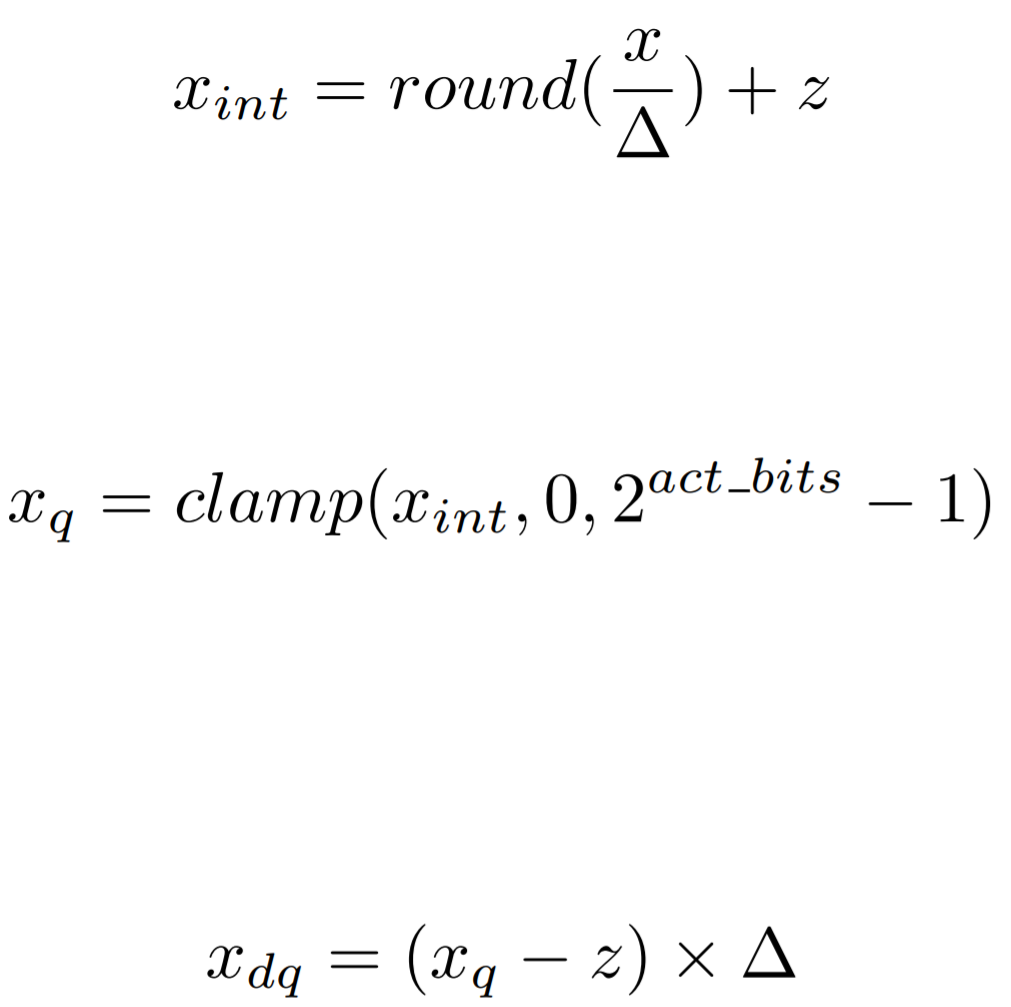 x_{int} = round(\frac{x}{\Delta}) + z
x_q = clamp(x_{int}, 0, 2^{act\_bits} - 1)
x_{dq} = (x_q - z) \times \Delta